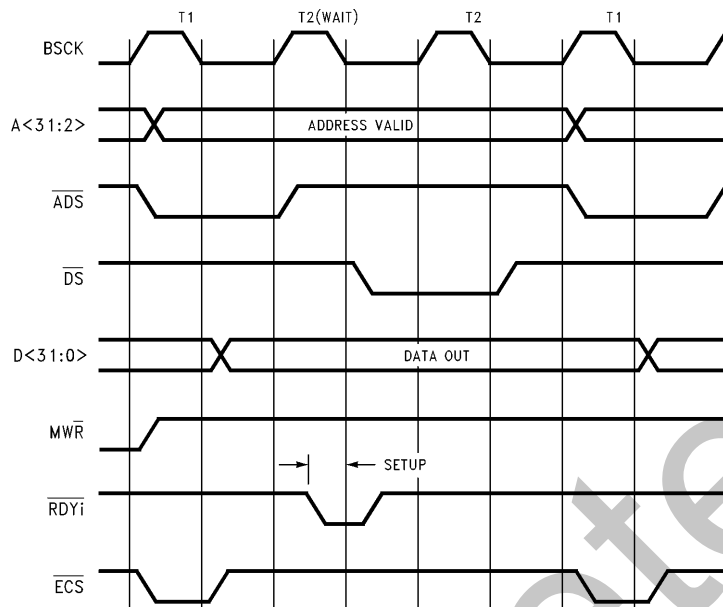 T1 T2(WAIT) T2 T1
BSCK
A<31:2> ADDRESS VALID
ADS
DS
D<31:0> DATA OUT
MWR
SETUP
RDYi
ECS